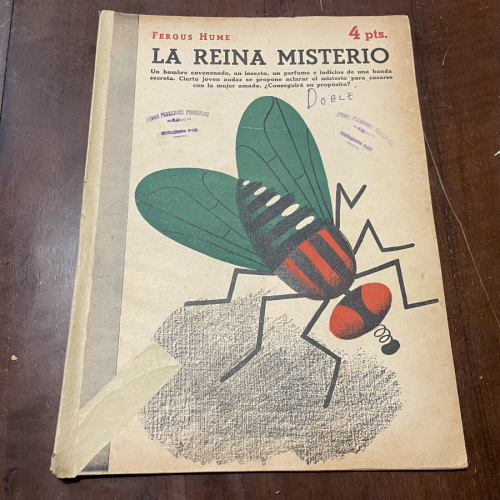 FERGUS HUME
4 pts.
LA REINA MISTERIO
Un hombre envenenado, un insecto, un perfume e indicios de una banda
secreta. Cierto joven audaz se propone aclarar el misterio para casarse
con la mujer amada. ¿Conseguirá su propósito?
DOBLE